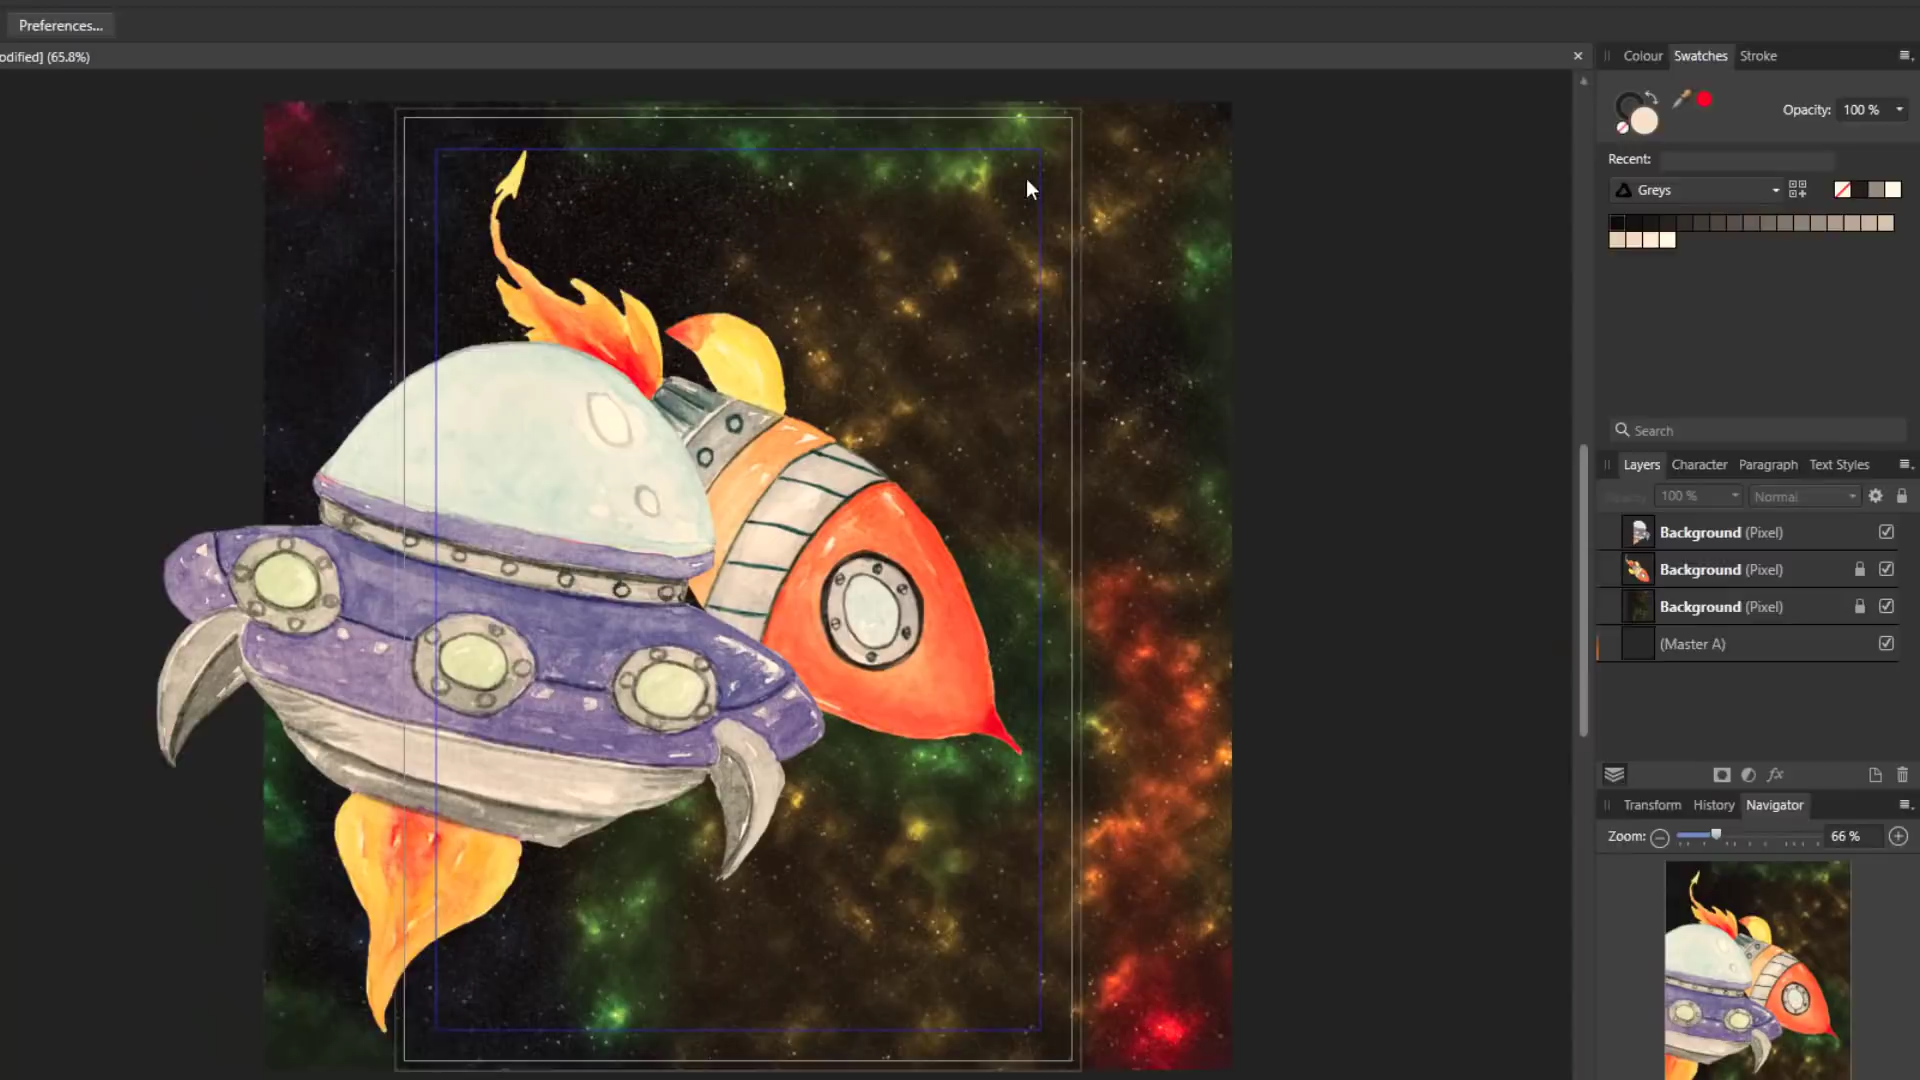 Preferences...
odified] (65.8%)
Colour Swatches Stroke
Opacity: 100 %
Recent:
Greys
Search
Layers Character Paragraph Text Styles
100 % Normal
Background (Pixel)
Background (Pixel)
Background (Pixel)
(Master A)
fx
Transform History Navigator
Zoom: 66 %